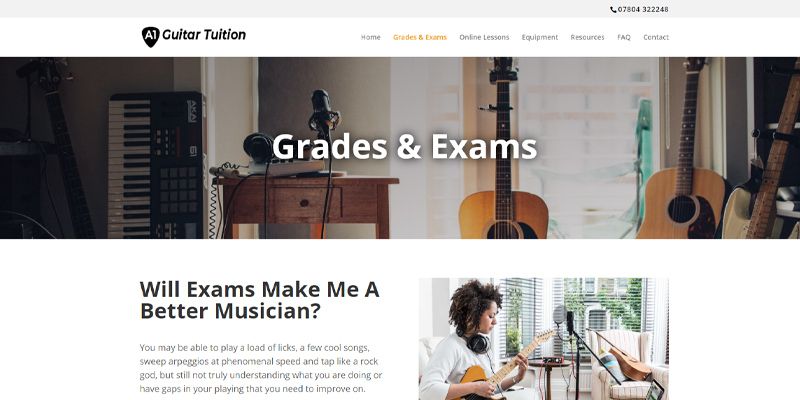 07804 322248
A1 Guitar Tuition
Home Grades & Exams Online Lessons Equipment Resources FAQ Contact
AKAI
Grades & Exams
Will Exams Make Me A
Better Musician?
You may be able to play a load of licks, a few cool songs,
sweep arpeggios at phenomenal speed and tap like a rock
god, but still not truly understanding what you are doing or
have gaps in your playing that you need to improve on.